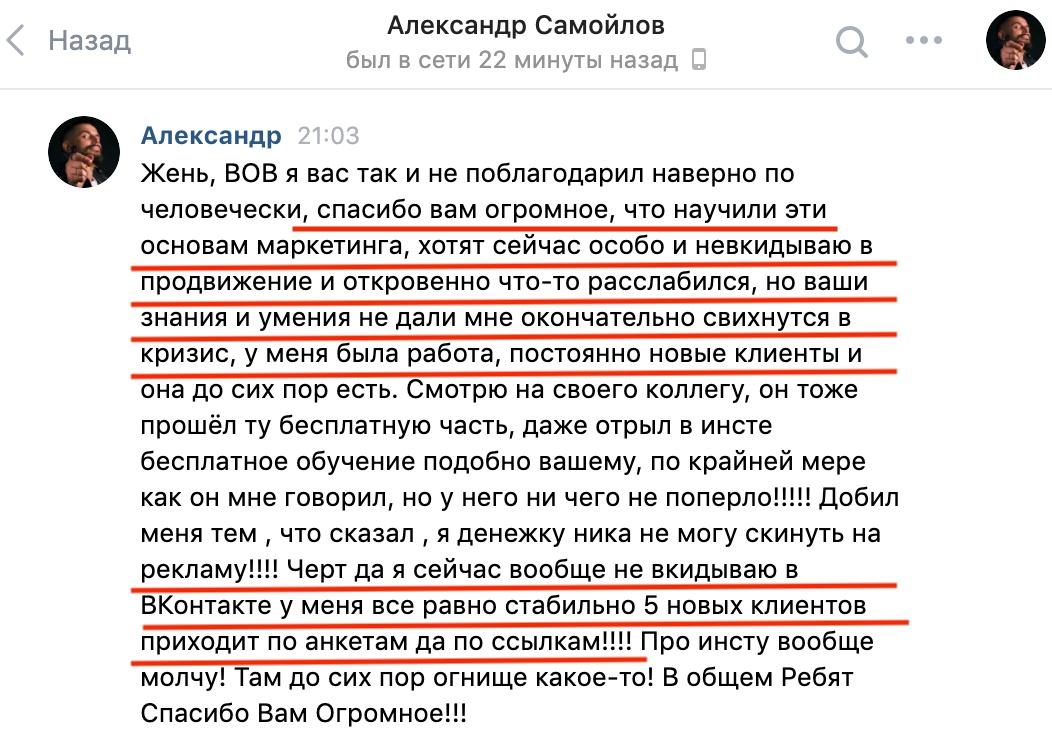 Назад
Александр Самойлов
был в сети 22 минуты назад
Александр 21:03
Жень, ВОВ я вас так и не поблагодарил наверно по
человечески, спасибо вам огромное, что научили эти
основам маркетинга, хотят сейчас особо и невкидываю в
продвижение и откровенно что-то расслабился, но ваши
знания и умения не дали мне окончательно свихнутся в
кризис, у меня была работа, постоянно новые клиенты и
она до сих пор есть. Смотрю на своего коллегу, он тоже
прошёл ту бесплатную часть, даже отрыл в инсте
бесплатное обучение подобно вашему, по крайней мере
как он мне говорил, но у него ни чего не поперло!!!!! Добил
меня тем , что сказал , я денежку ника не могу скинуть на
рекламу!!!! Черт да я сейчас вообще не вкидываю в
ВКонтакте у меня все равно стабильно 5 новых клиентов
приходит по анкетам да по ссылкам!!!! Про инсту вообще
молчу! Там до сих пор огнище какое-то! В общем Ребят
Спасибо Вам Огромное!!!